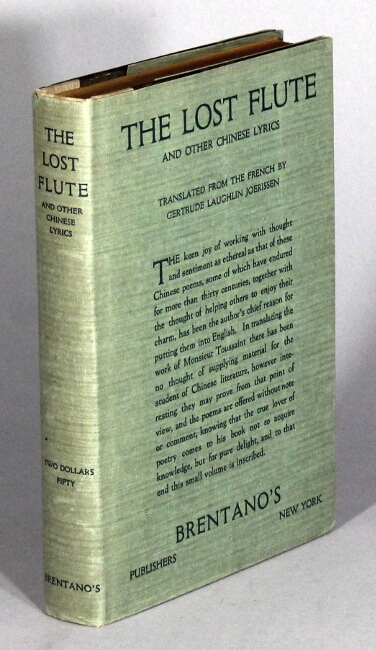 THE
LOST
FLUTE
AND OTHER
CHINESE
LYRICS
TWO DOLLARS
FIFTY
BRENTANO'S
THE LOST FLUTE
AND OTHER CHINESE LYRICS
TRANSLATED FROM THE FRENCH BY
GERTRUDE LAUGHLIN JOERISSEN
THE keen joy of working with thought
and sentiment as ethereal as that of these
Chinese poems, some of which have endured
for more than thirty centuries, together with
the thought of helping others to enjoy their
charm, has been the author's chief reason for
putting them into English. In translating the
work of Monsieur Toussaint there has been
no thought of supplying material for the
student of Chinese literature, however inte-
resting they may prove from that point of
view, and the poems are offered without note
or comment, knowing that the true lover of
poetry comes to his book not to acquire
knowledge, but for pure delight, and to that
end this small volume is inscribed.
BRENTANO'S
PUBLISHERS NEW YORK